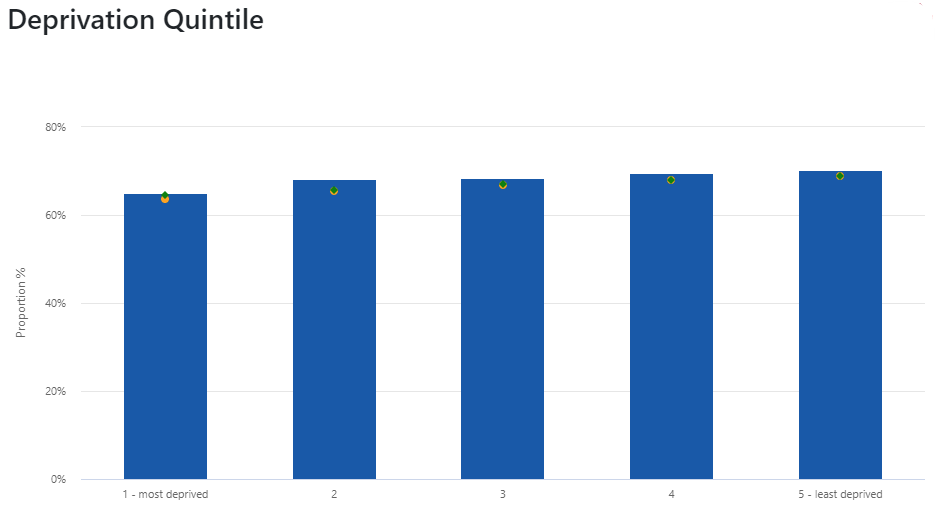 Deprivation Quintile
80%
60%
40%
20%
0%
Proportion %
1 - most deprived
2
3
4
5 - least deprived